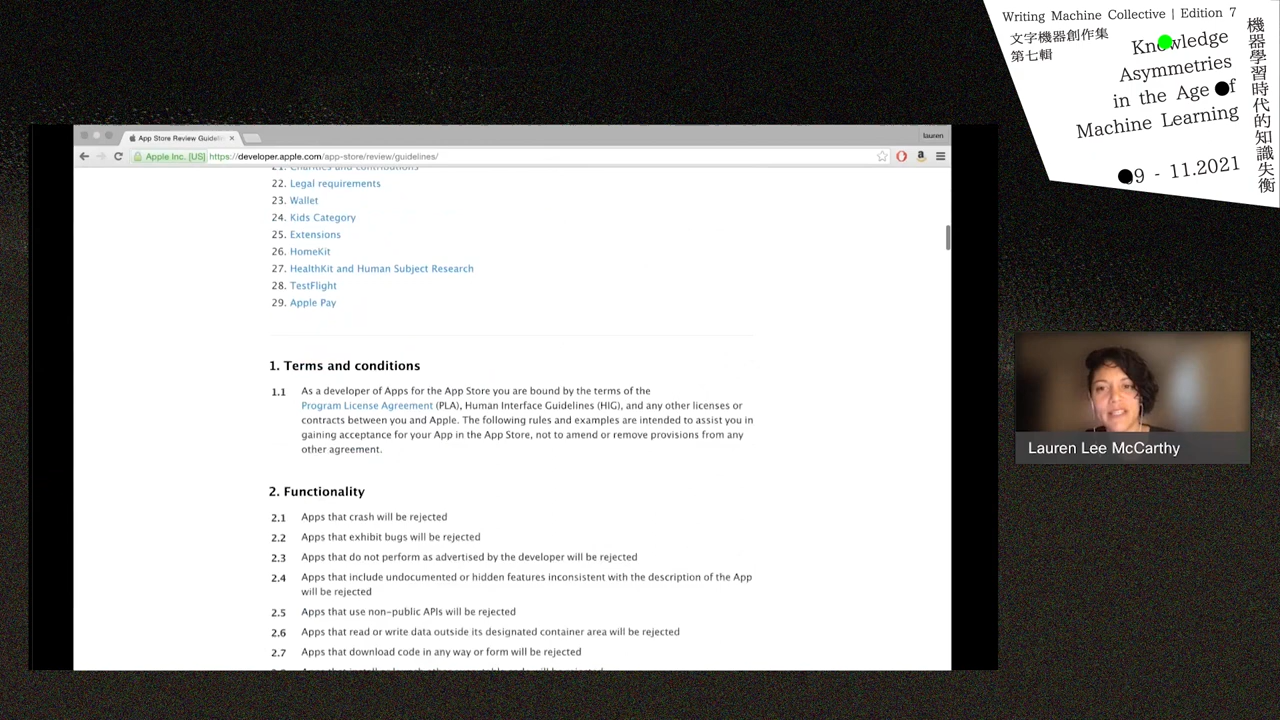 Writing Machine Collective | Edition 7
文字機器創作集
第七輯
Knowledge
Asymmetries
in the Age of
Machine Learning
09 - 11.2021
機器學習時代的知識失衡
App Store Review Guideli
lauren
Apple Inc. [US] https://developer.apple.com/app-store/review/guidelines/
21. Charities and contributions
22. Legal requirements
23. Wallet
24. Kids Category
25. Extensions
26. HomeKit
27. HealthKit and Human Subject Research
28. TestFlight
29. Apple Pay
1. Terms and conditions
1.1 As a developer of Apps for the App Store you are bound by the terms of the
Program License Agreement (PLA), Human Interface Guidelines (HIG), and any other licenses or
contracts between you and Apple. The following rules and examples are intended to assist you in
gaining acceptance for your App in the App Store, not to amend or remove provisions from any
other agreement.
2. Functionality
2.1 Apps that crash will be rejected
2.2 Apps that exhibit bugs will be rejected
2.3 Apps that do not perform as advertised by the developer will be rejected
2.4 Apps that include undocumented or hidden features inconsistent with the description of the App
will be rejected
2.5 Apps that use non-public APIs will be rejected
2.6 Apps that read or write data outside its designated container area will be rejected
2.7 Apps that download code in any way or form will be rejected
Lauren Lee McCarthy